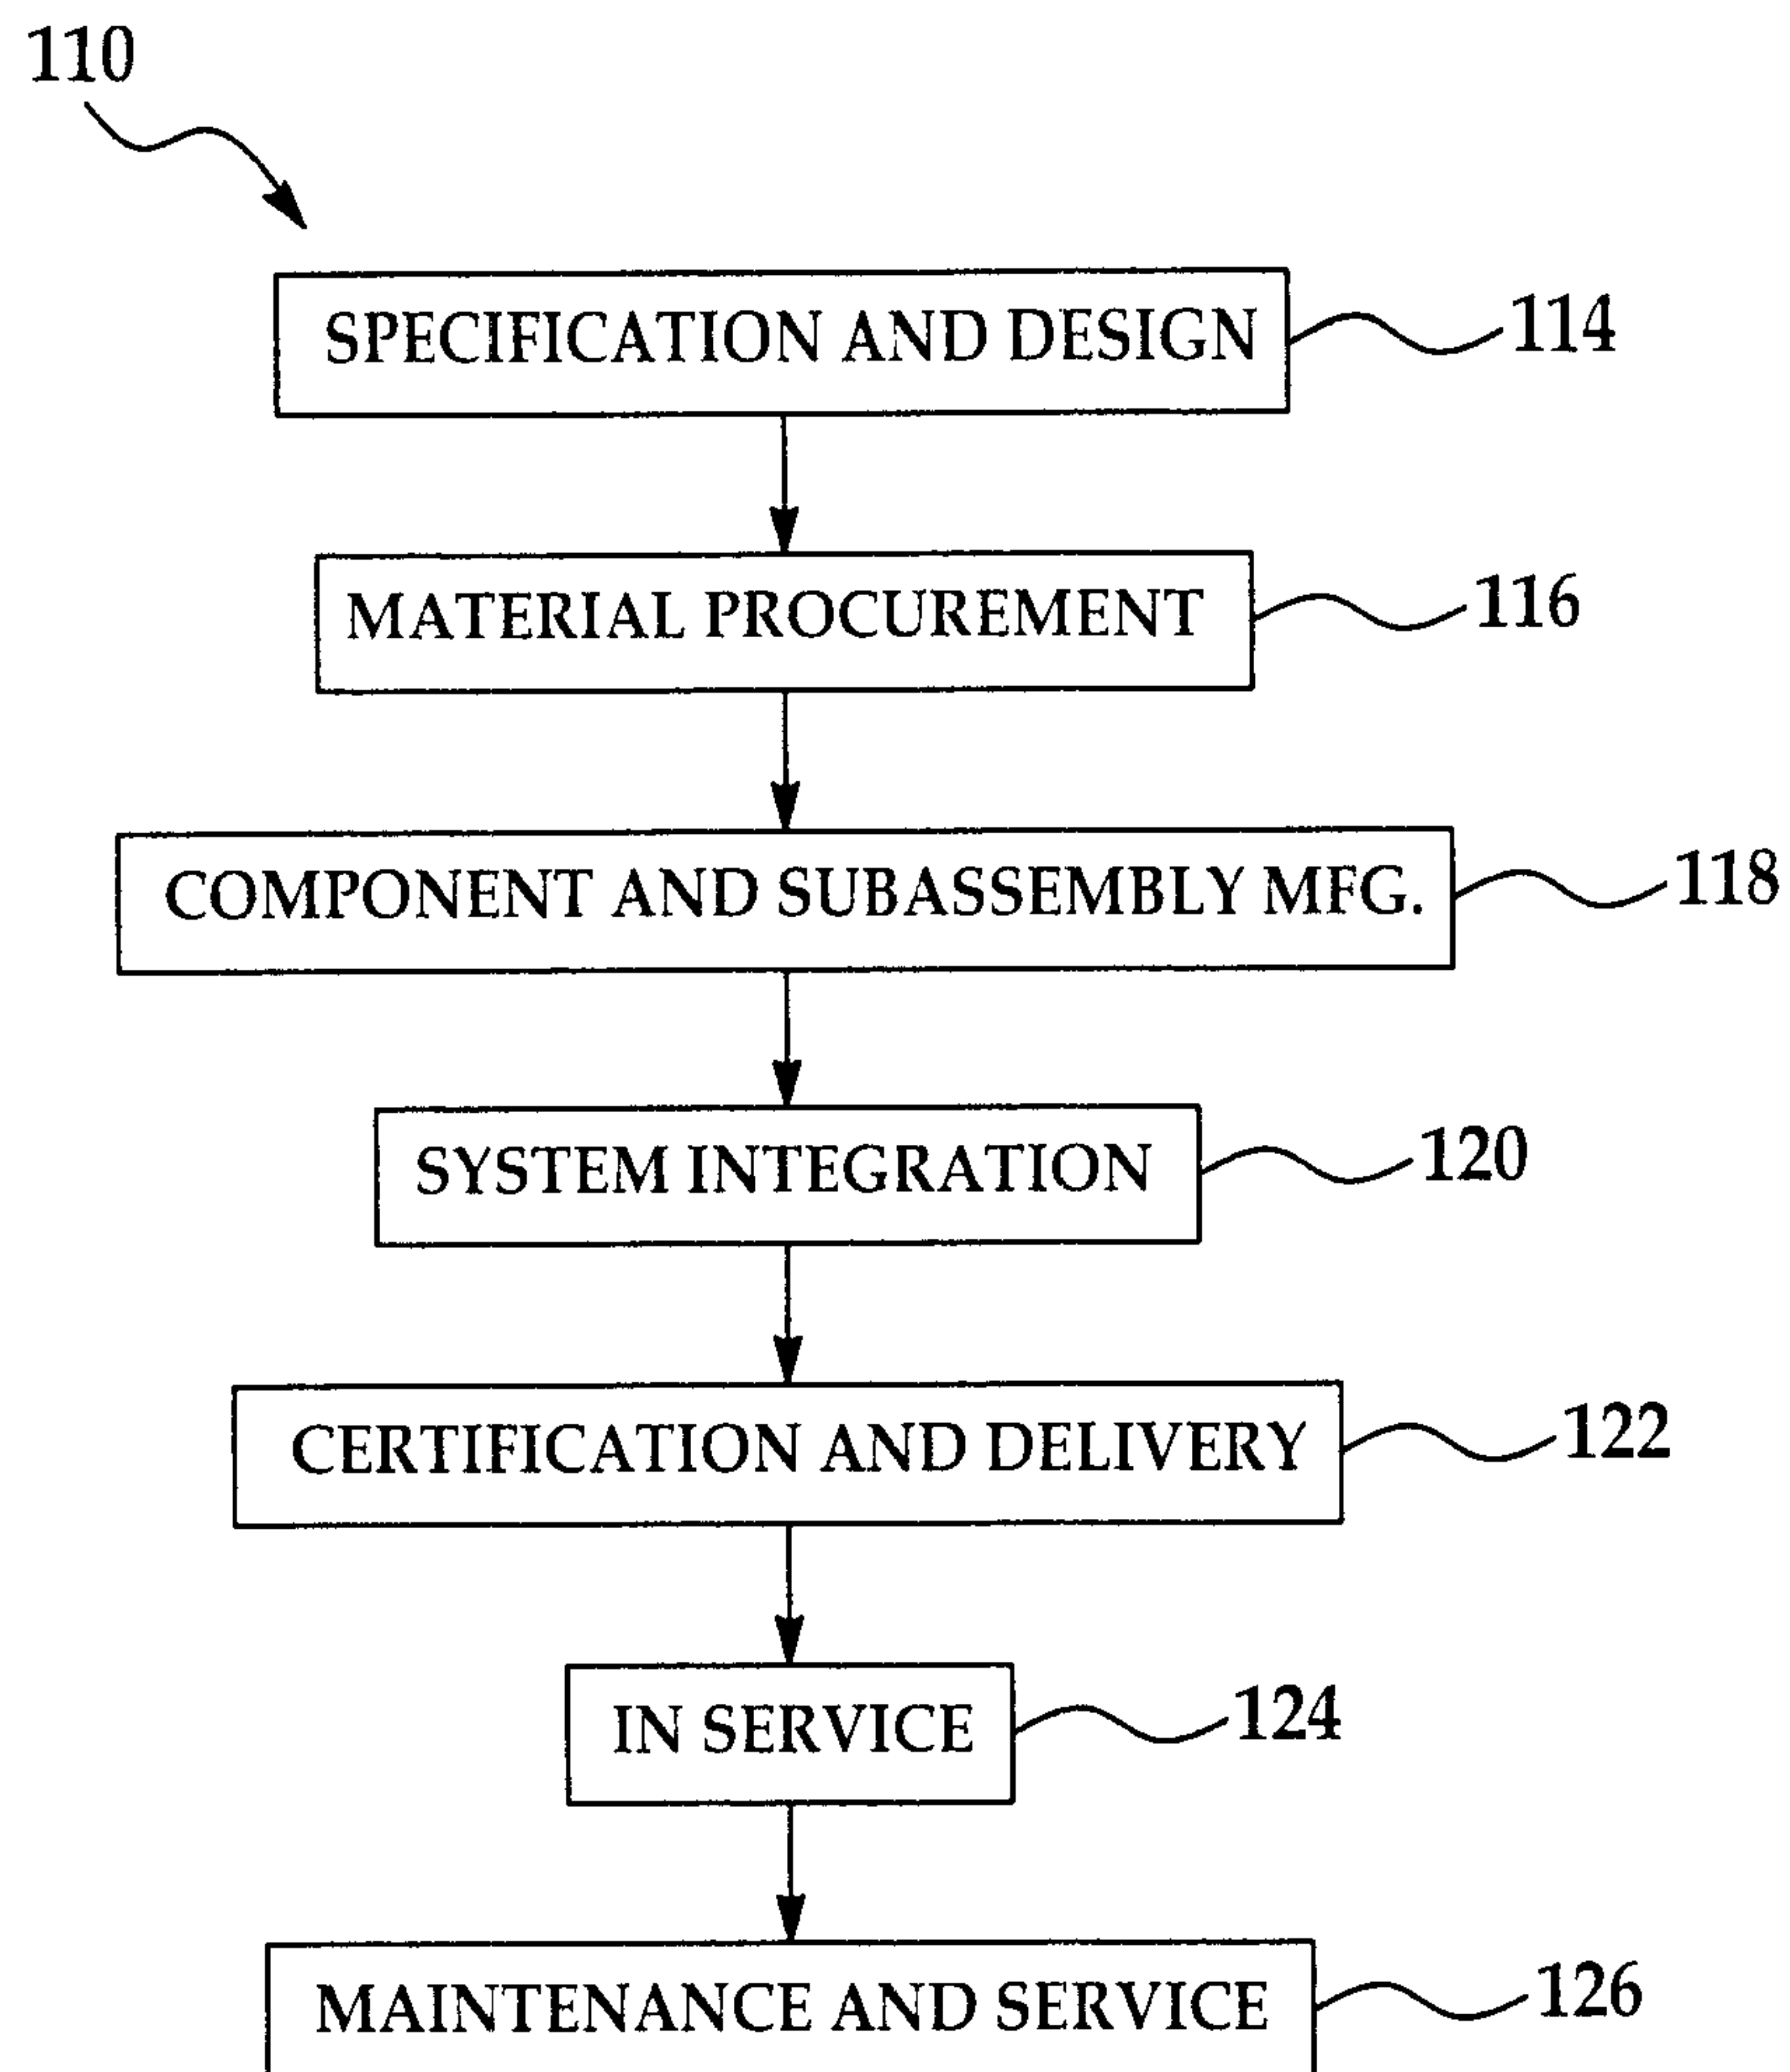 110
SPECIFICATION AND DESIGN 114
MATERIAL PROCUREMENT 116
COMPONENT AND SUBASSEMBLY MFG. 118
SYSTEM INTEGRATION 120
CERTIFICATION AND DELIVERY 122
IN SERVICE 124
MAINTENANCE AND SERVICE 126